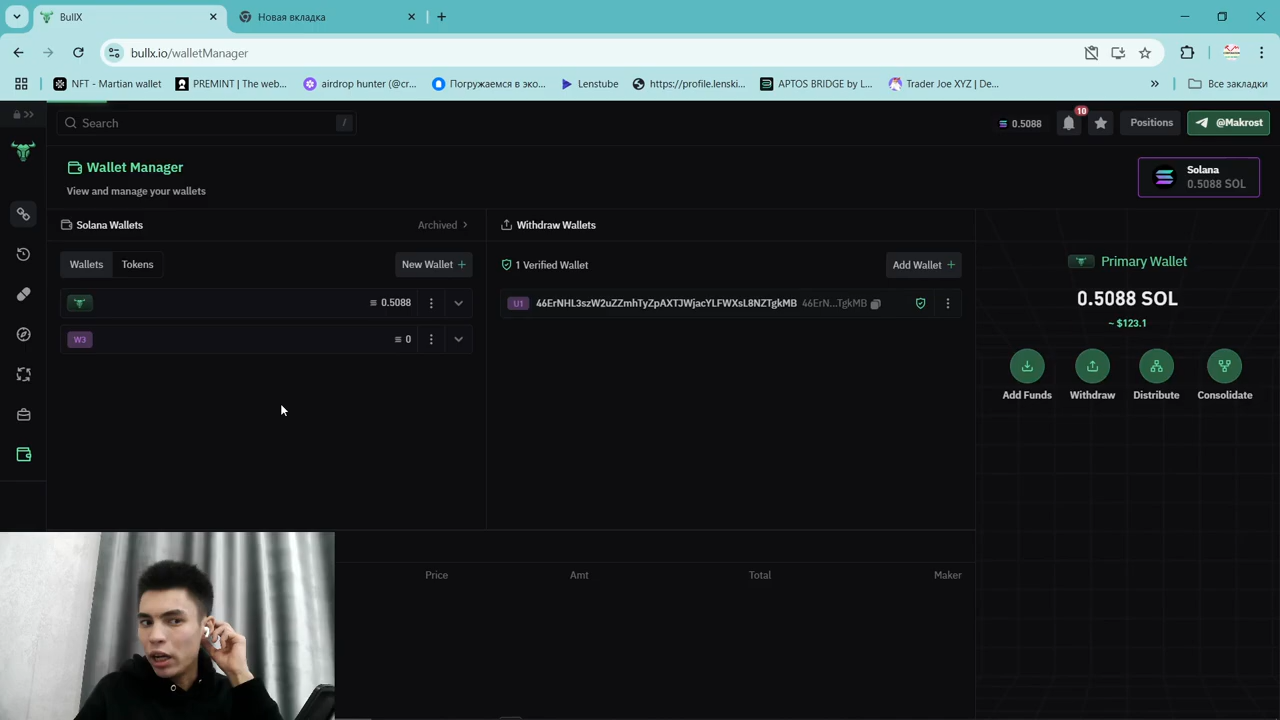 BullX
Новая вкладка
bullx.io/walletManager
NFT - Martian wallet
PREMINT | The web...
airdrop hunter (@cr...
Погружаемся в эко...
Lenstube
https://profile.lenski...
APTOS BRIDGE by L...
Trader Joe XYZ | De...
Все закладки
Search
/
0.5088
10
Positions
@Makrost
Wallet Manager
View and manage your wallets
Solana
0.5088 SOL
Solana Wallets
Archived
Withdraw Wallets
Wallets
Tokens
New Wallet +
1 Verified Wallet
Add Wallet +
0.5088
U1
46ErNHL3szW2uZZmhTyZpAXTJWjacYLFWXsL8NZTgkMB
46ErN...TgkMB
W3
0
Primary Wallet
0.5088 SOL
~ $123.1
Add Funds
Withdraw
Distribute
Consolidate
Price
Amt
Total
Maker